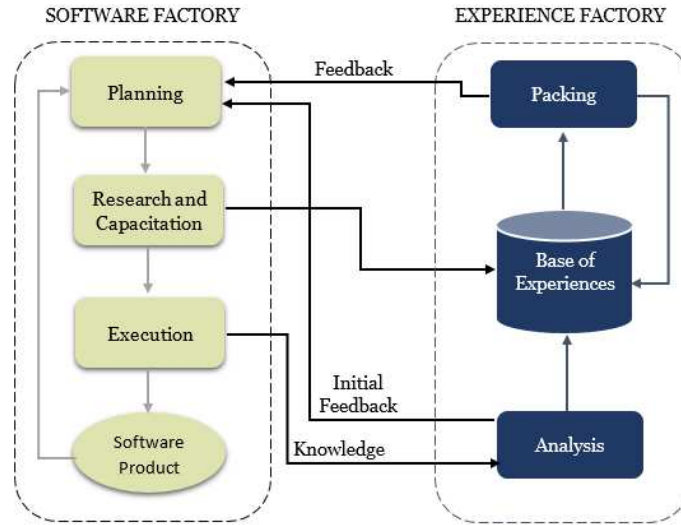 SOFTWARE FACTORY
EXPERIENCE FACTORY
Feedback
Planning
Packing
Research and
Capacitation
Base of
Experiences
Execution
Initial
Feedback
Software
Product
Knowledge
Analysis